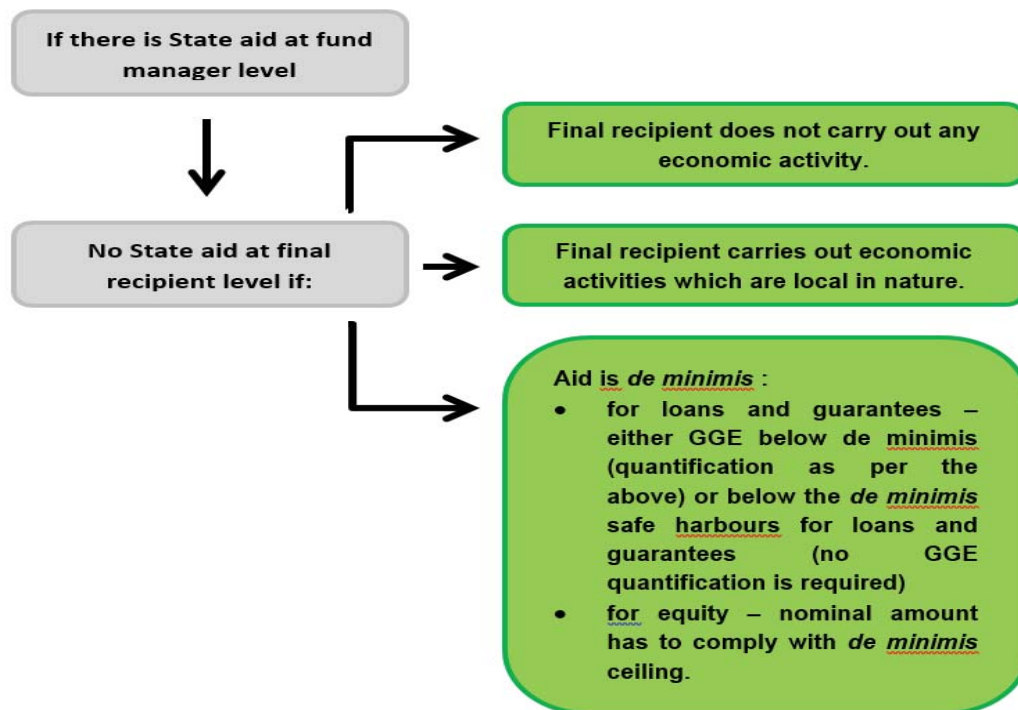 If there is State aid at fund
manager level
Final recipient does not carry out any
economic activity.
No State aid at final
recipient level if:
Final recipient carries out economic
activities which are local in nature.
Aid is de minimis :
• for loans and guarantees –
either GGE below de minimis
(quantification as per the
above) or below the de minimis
safe harbours for loans and
guarantees (no GGE
quantification is required)
• for equity – nominal amount
has to comply with de minimis
ceiling.